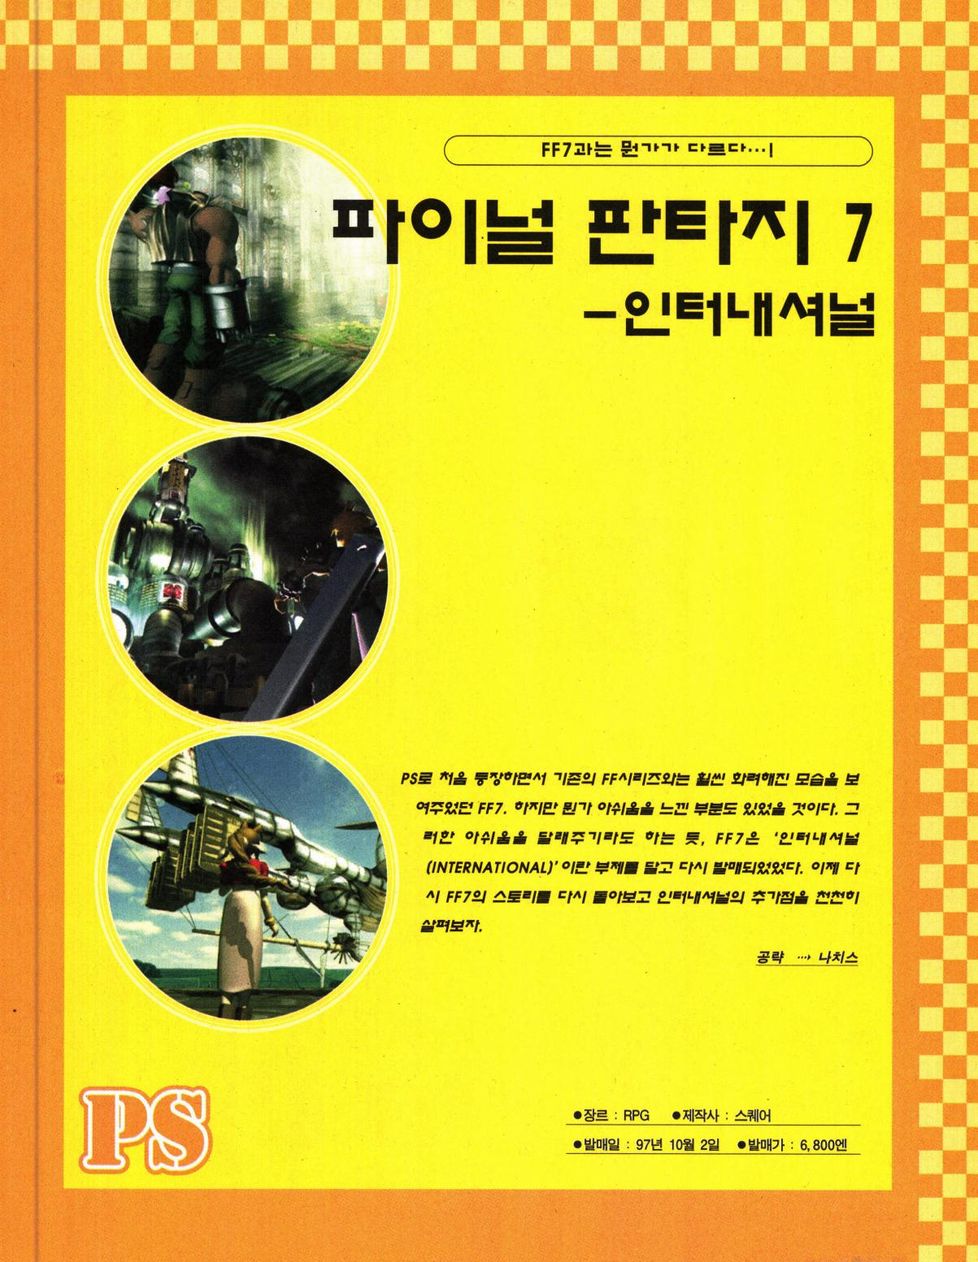 FF7과는 뭔가가 다르다…!
파이널 판타지 7
-인터내셔널
PS로 처음 등장하면서 기존의 FF시리즈와는 훨씬 화려해진 모습을 보
여주었던 FF7. 하지만 뭔가 아쉬움을 느낀 부분도 있었을 것이다. 그
러한 아쉬움을 달래주기라도 하는 듯, FF7은 '인터내셔널
(INTERNATIONAL)'이란 부제를 달고 다시 발매되었었다. 이제 다
시 FF7의 스토리를 다시 돌아보고 인터내셔널의 추가점을 천천히
살펴보자.
공략 …› 나치스
PS
●장르 : RPG ●제작사 : 스퀘어
●발매일 : 97년 10월 2일 ●발매가 : 6,800엔